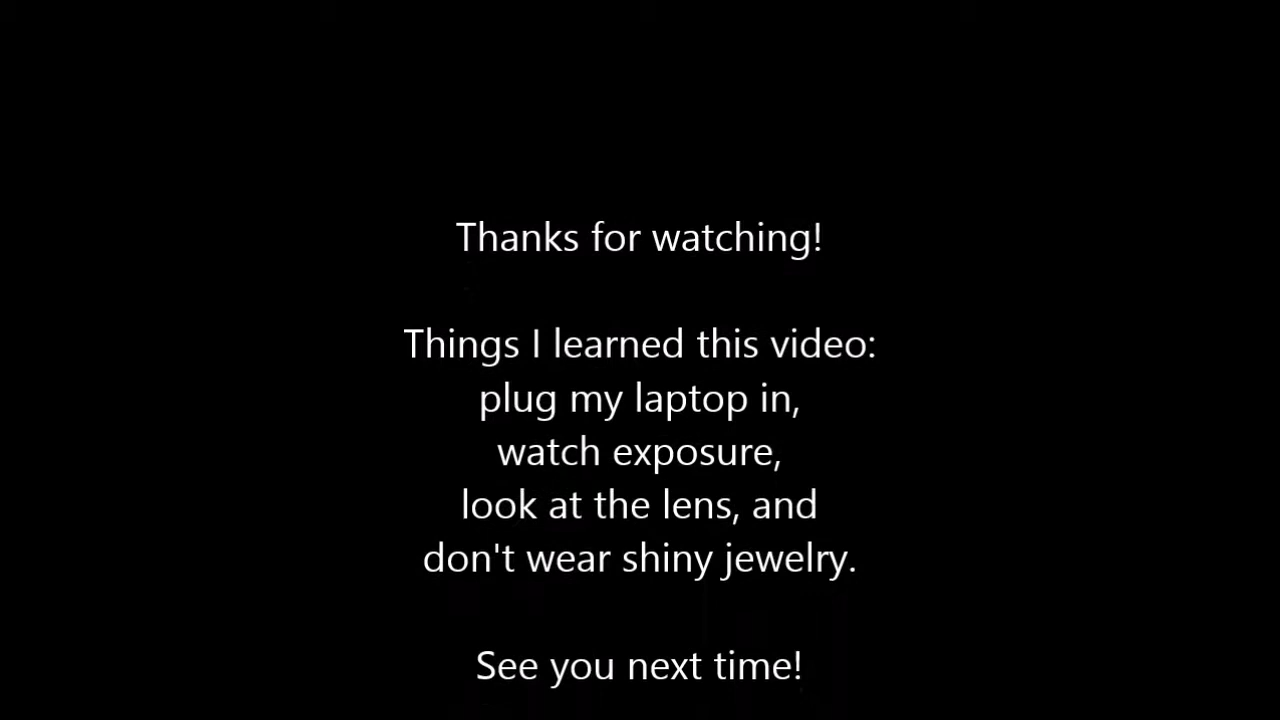 Thanks for watching!
Things I learned this video:
plug my laptop in,
watch exposure,
look at the lens, and
don't wear shiny jewelry.
See you next time!